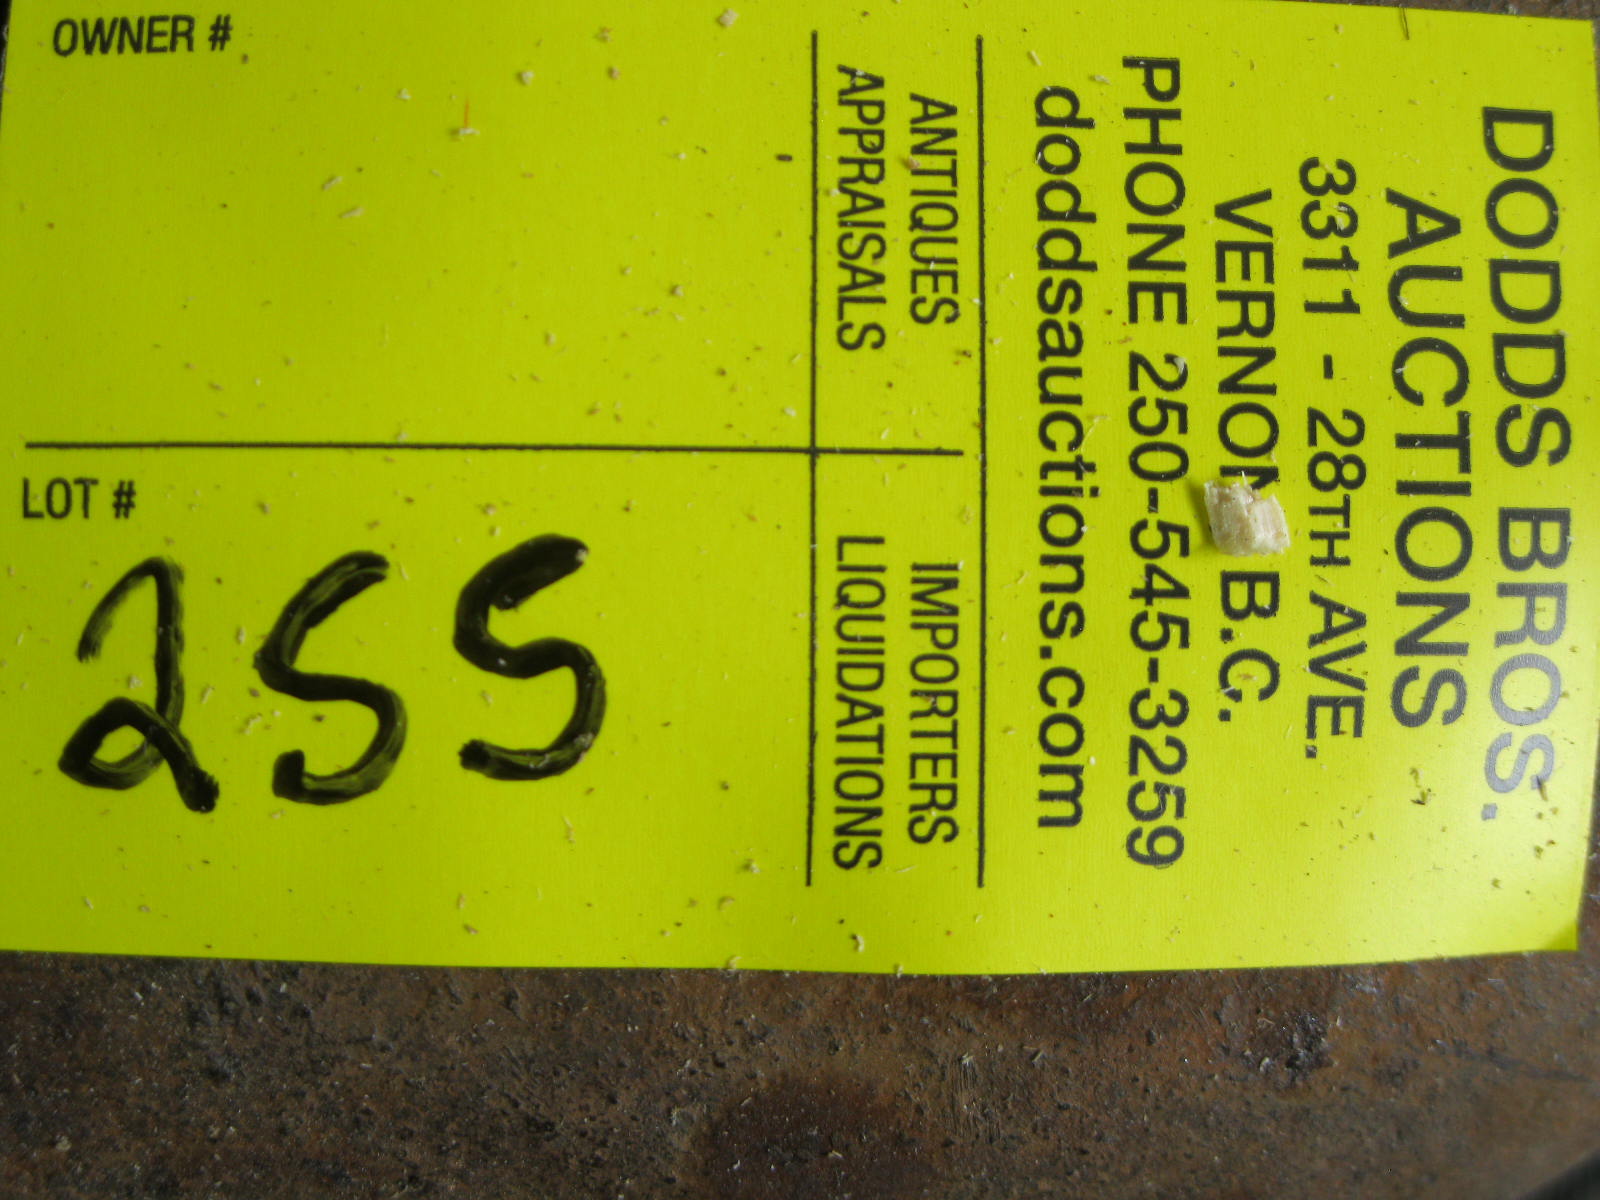 DODDS BROS.
AUCTIONS
3311 - 28TH AVE.
VERNON B.C.
PHONE 250-545-3259
doddsauctions.com
ANTIQUES
APPRAISALS
IMPORTERS
LIQUIDATIONS
OWNER #
LOT #
255